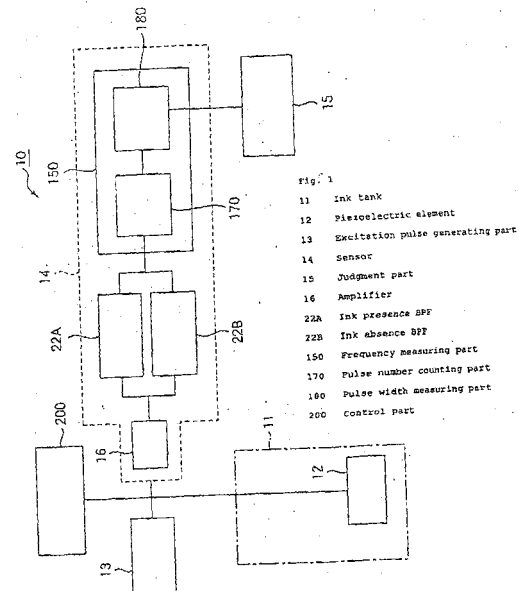 180
10
150
15
170
14
22A
22B
200
16
11
12
13
Fig. 1
11 Ink tank
12 Piezoelectric element
13 Excitation pulse generating part
14 Sensor
15 Judgment part
16 Amplifier
22A Ink presence BPF
22B Ink absence BPF
150 Frequency measuring part
170 Pulse number counting part
180 Pulse width measuring part
200 Control part